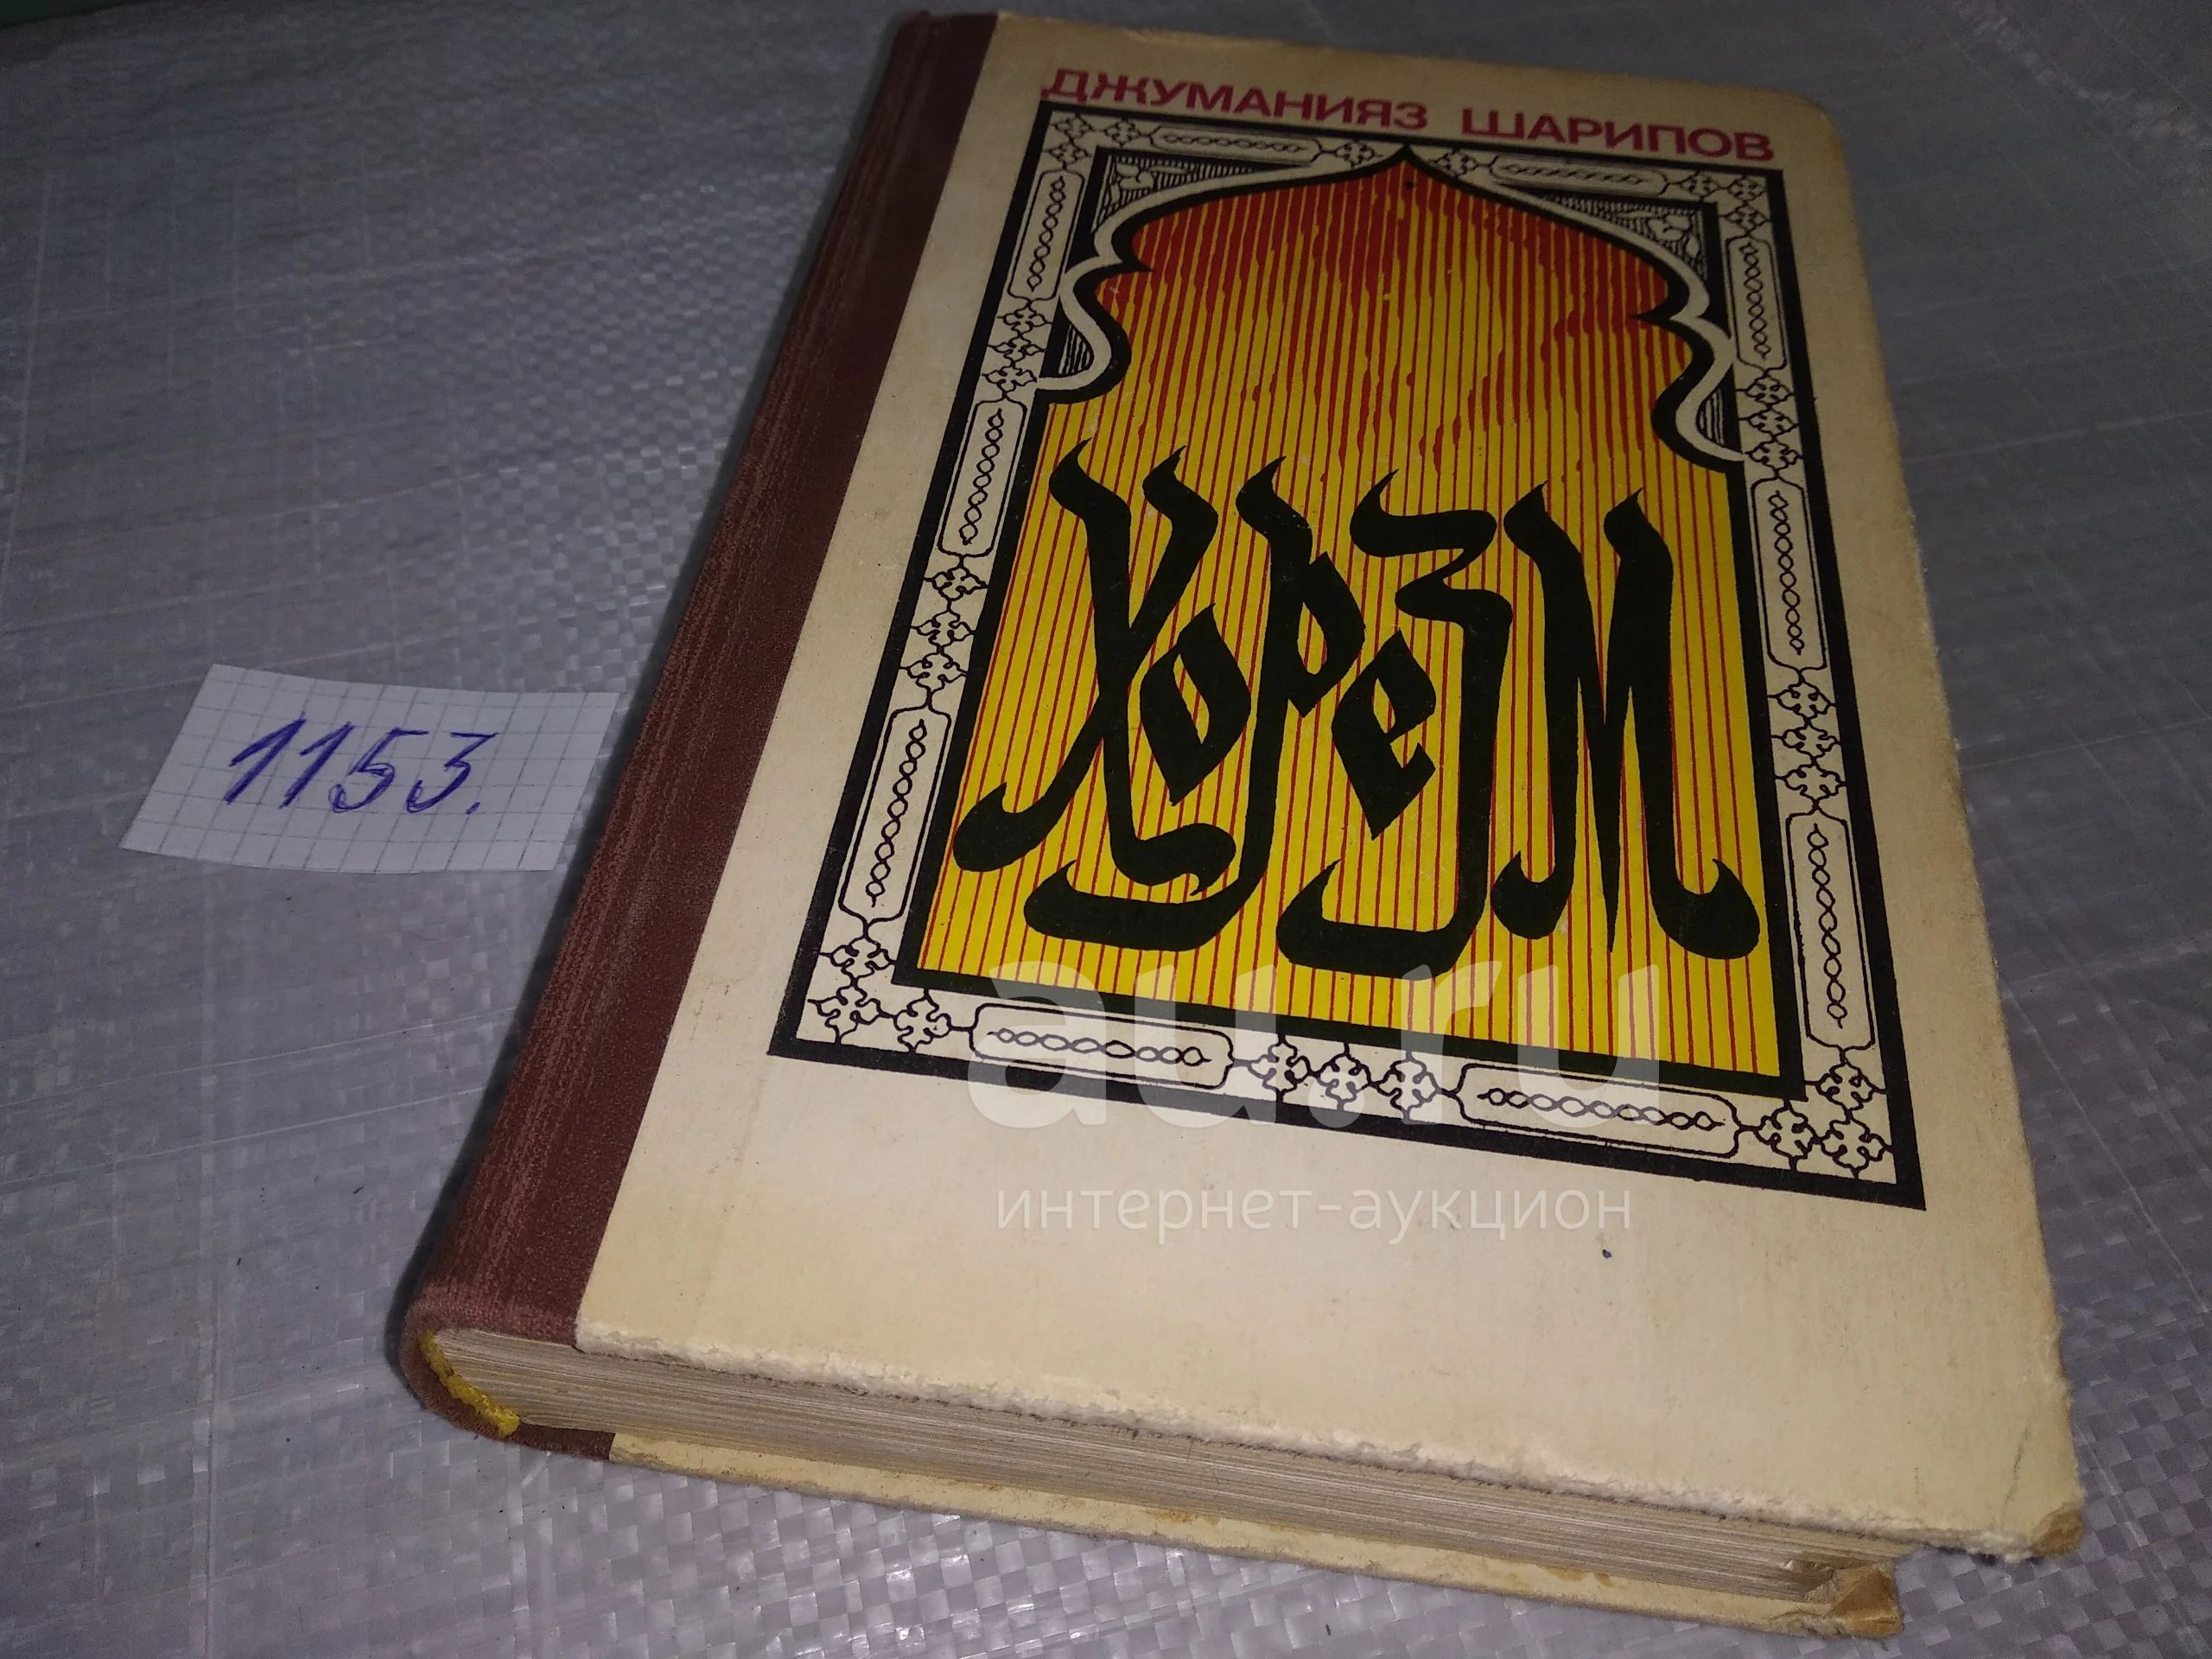 ДЖУМАНИЯЗ ШАРИПОВ
Хорезм
1153.
au.ru
интернет-аукцион